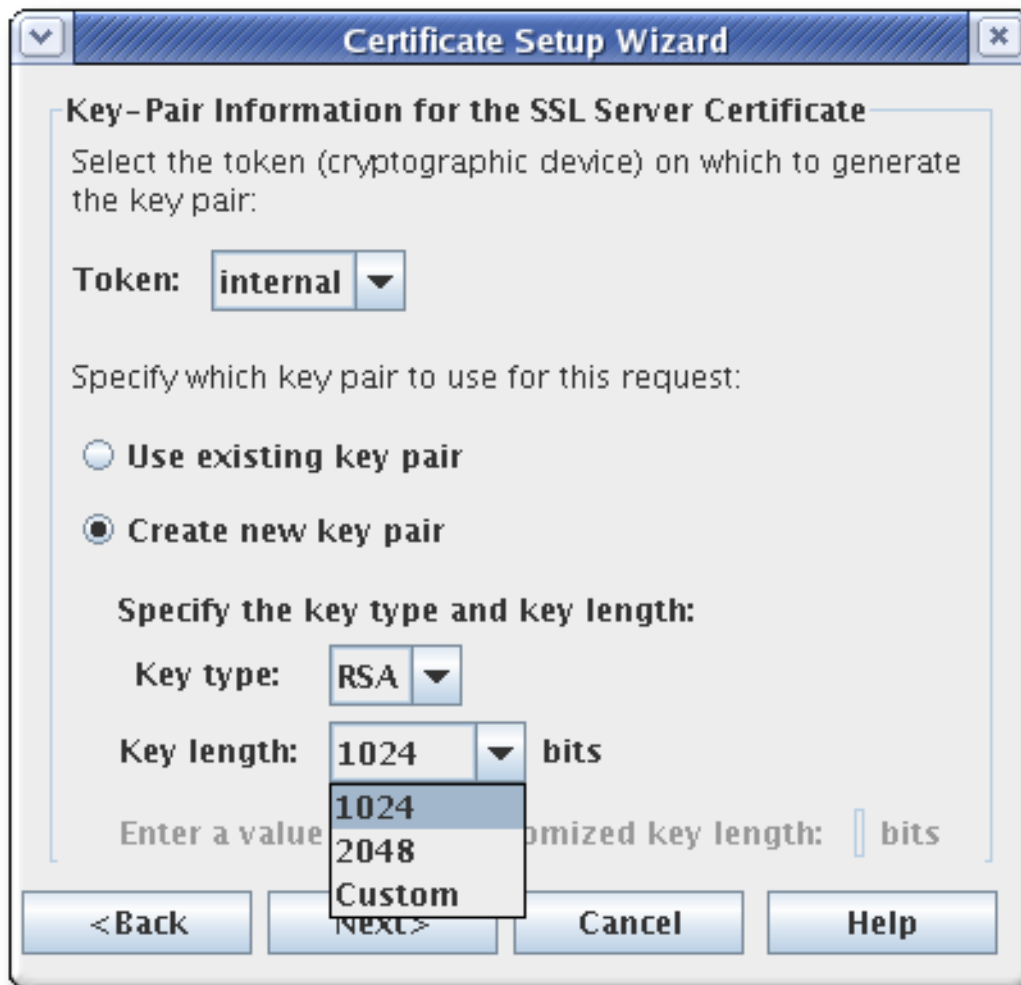 Certificate Setup Wizard
Key-Pair Information for the SSL Server Certificate
Select the token (cryptographic device) on which to generate
the key pair:
Token: internal
Specify which key pair to use for this request:
Use existing key pair
Create new key pair
Specify the key type and key length:
Key type: RSA
Key length: 1024 bits
1024
Enter a value omized key length: bits
2048
Custom
<Back Next> Cancel Help